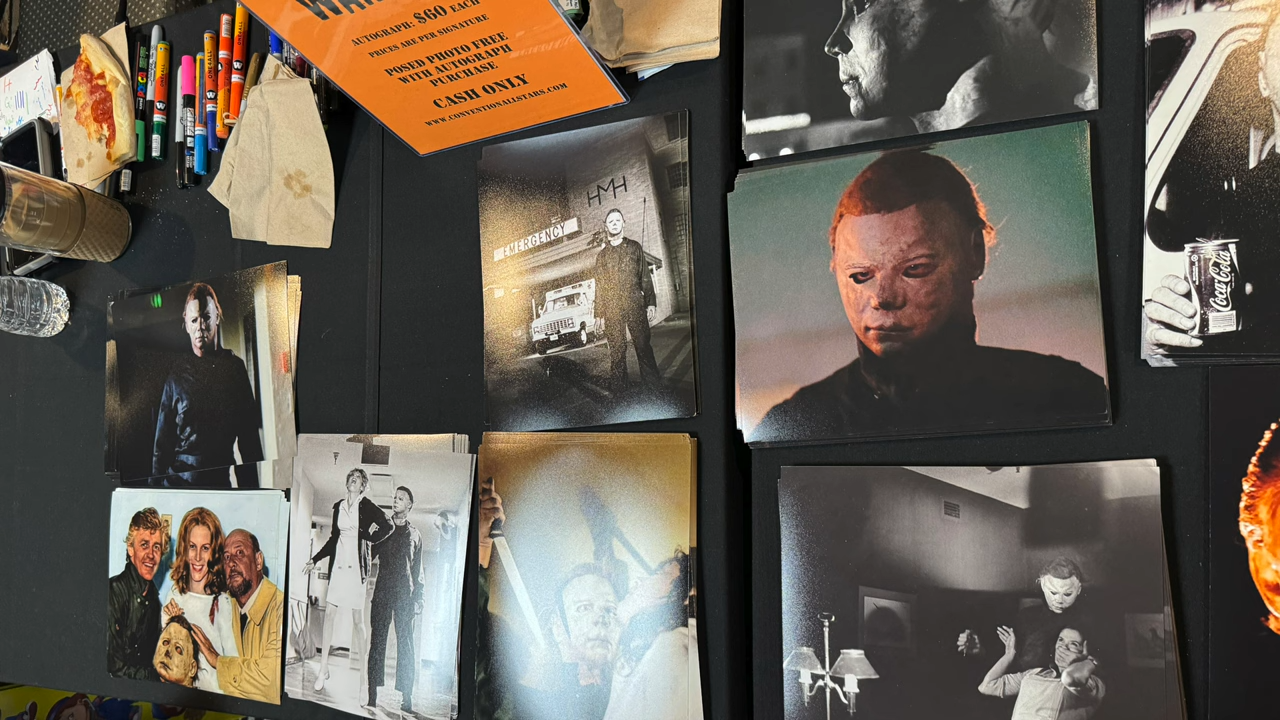 AUTOGRAPH: $60 EACH
PRICES ARE PER SIGNATURE
POSED PHOTO FREE
WITH AUTOGRAPH
PURCHASE
CASH ONLY
WWW.CONVENTIONALLSTARS.COM
HMH
EMERGENCY
Coca-Cola